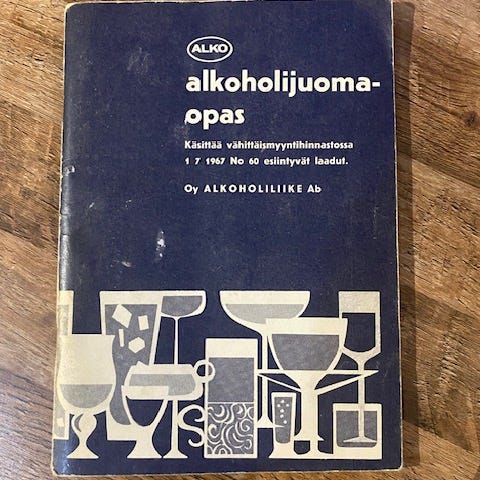 ALKO
alkoholijuoma-
opas
Käsittää vähittäismyyntihinnastossa
1 7 1967 No 60 esiintyvät laadut.
Oy ALKOHOLILIIKE Ab